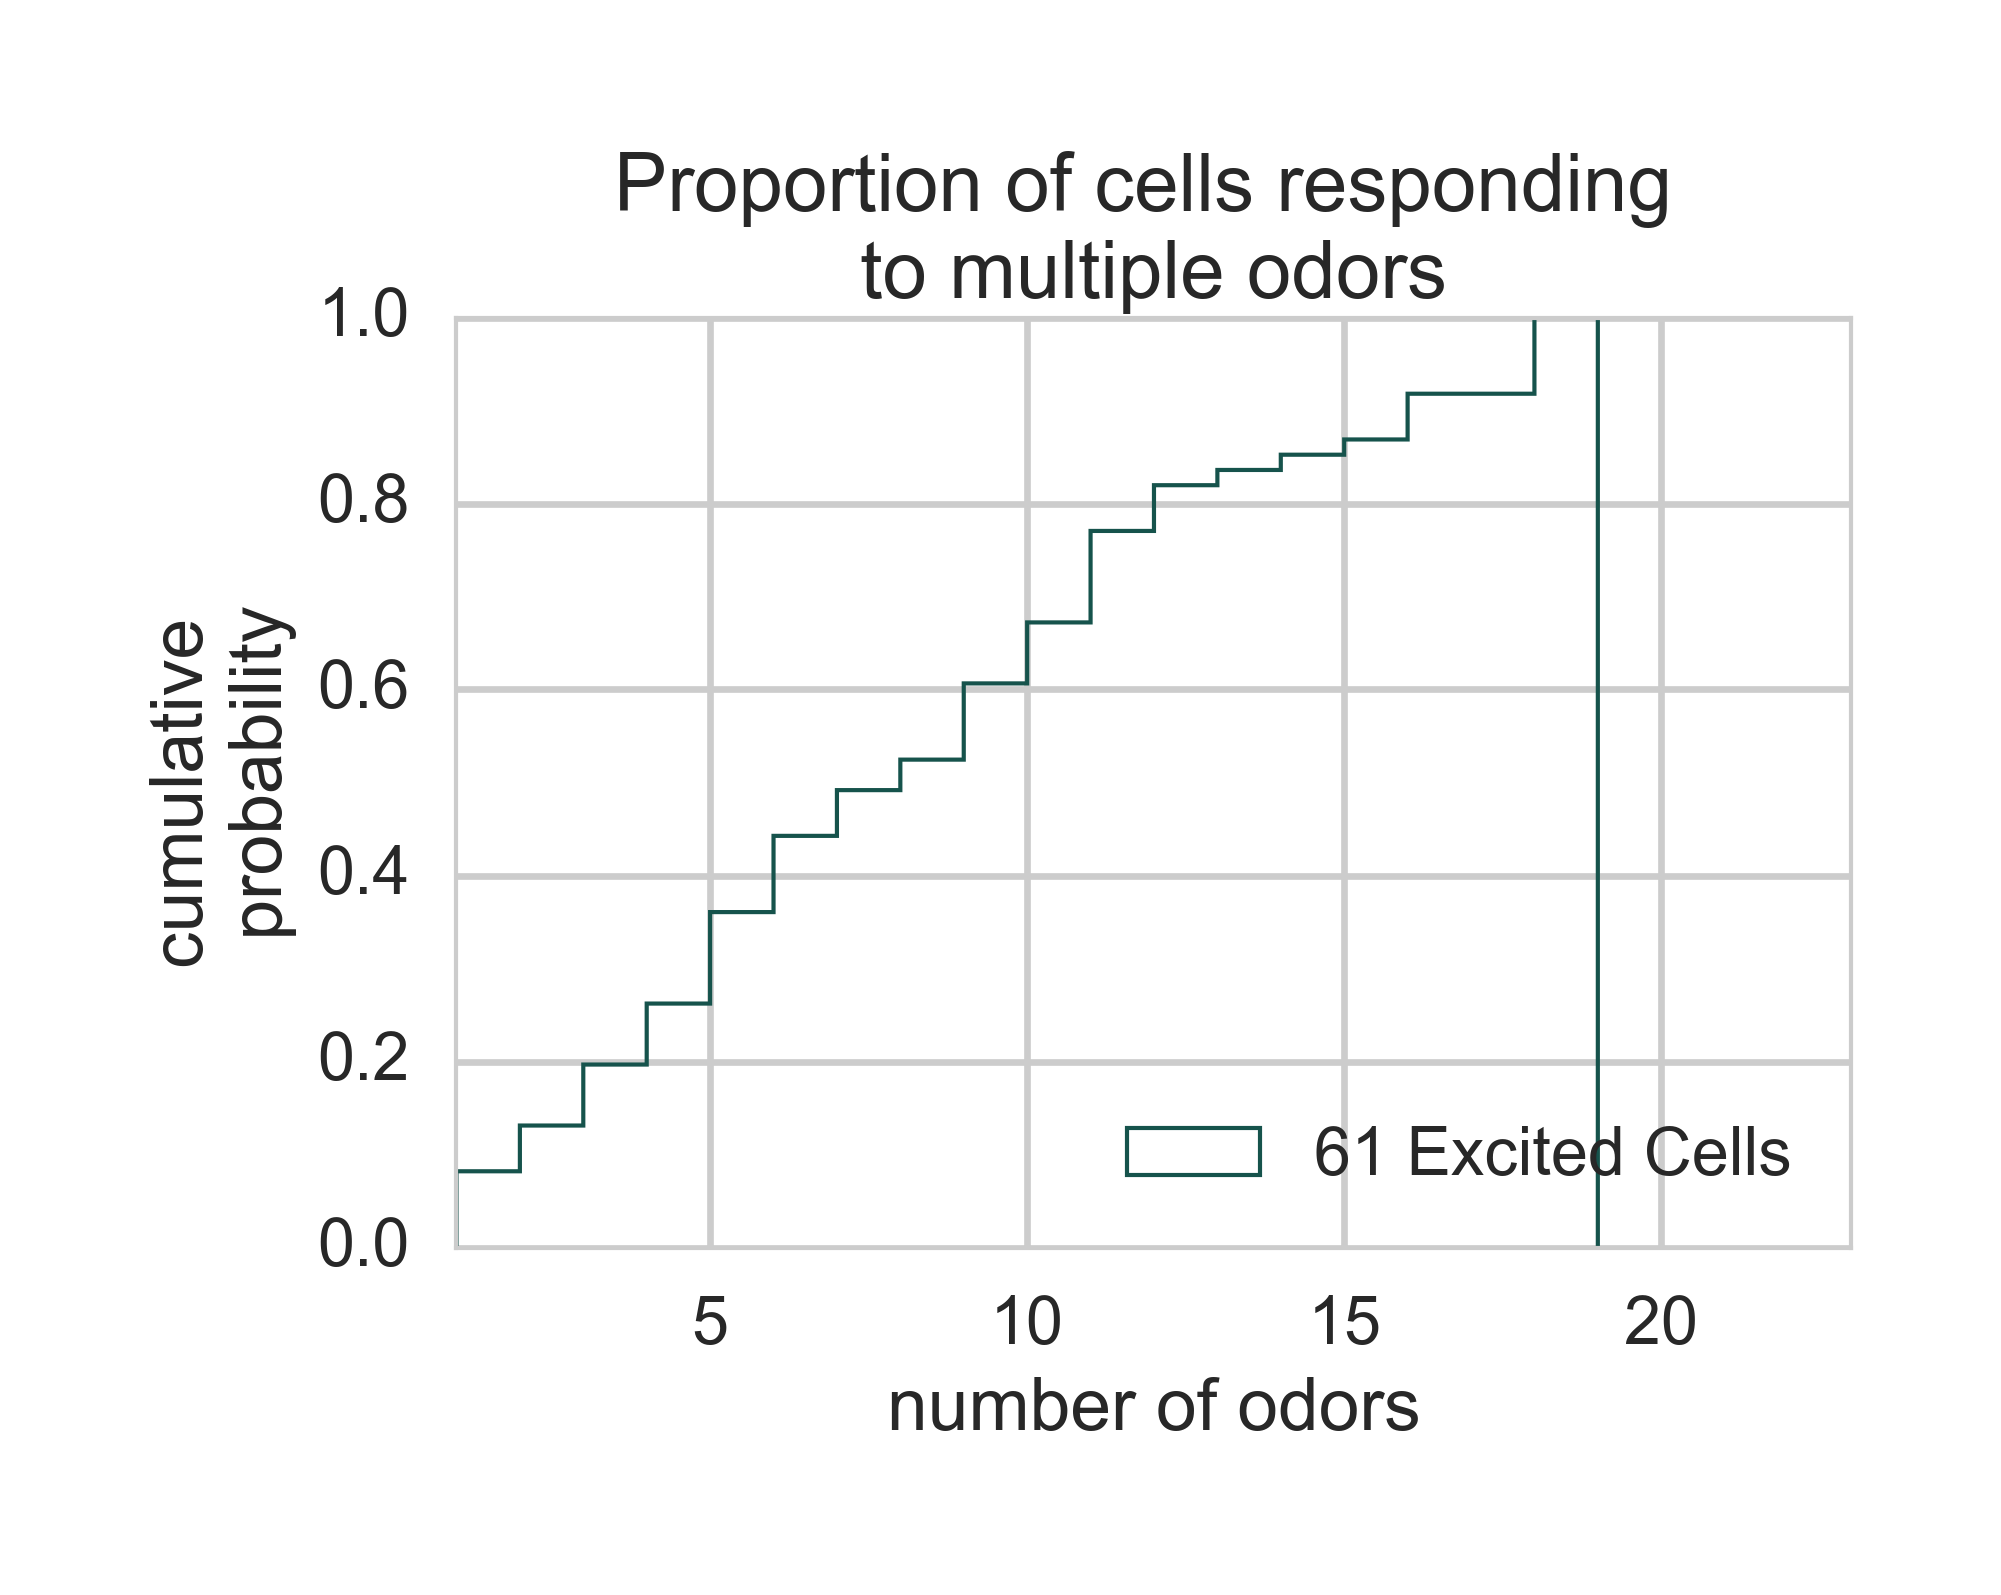 Proportion of cells responding
to multiple odors
1.0
0.8
0.6
0.4
0.2
0.0
cumulative
probability
61 Excited Cells
5 10 15 20
number of odors